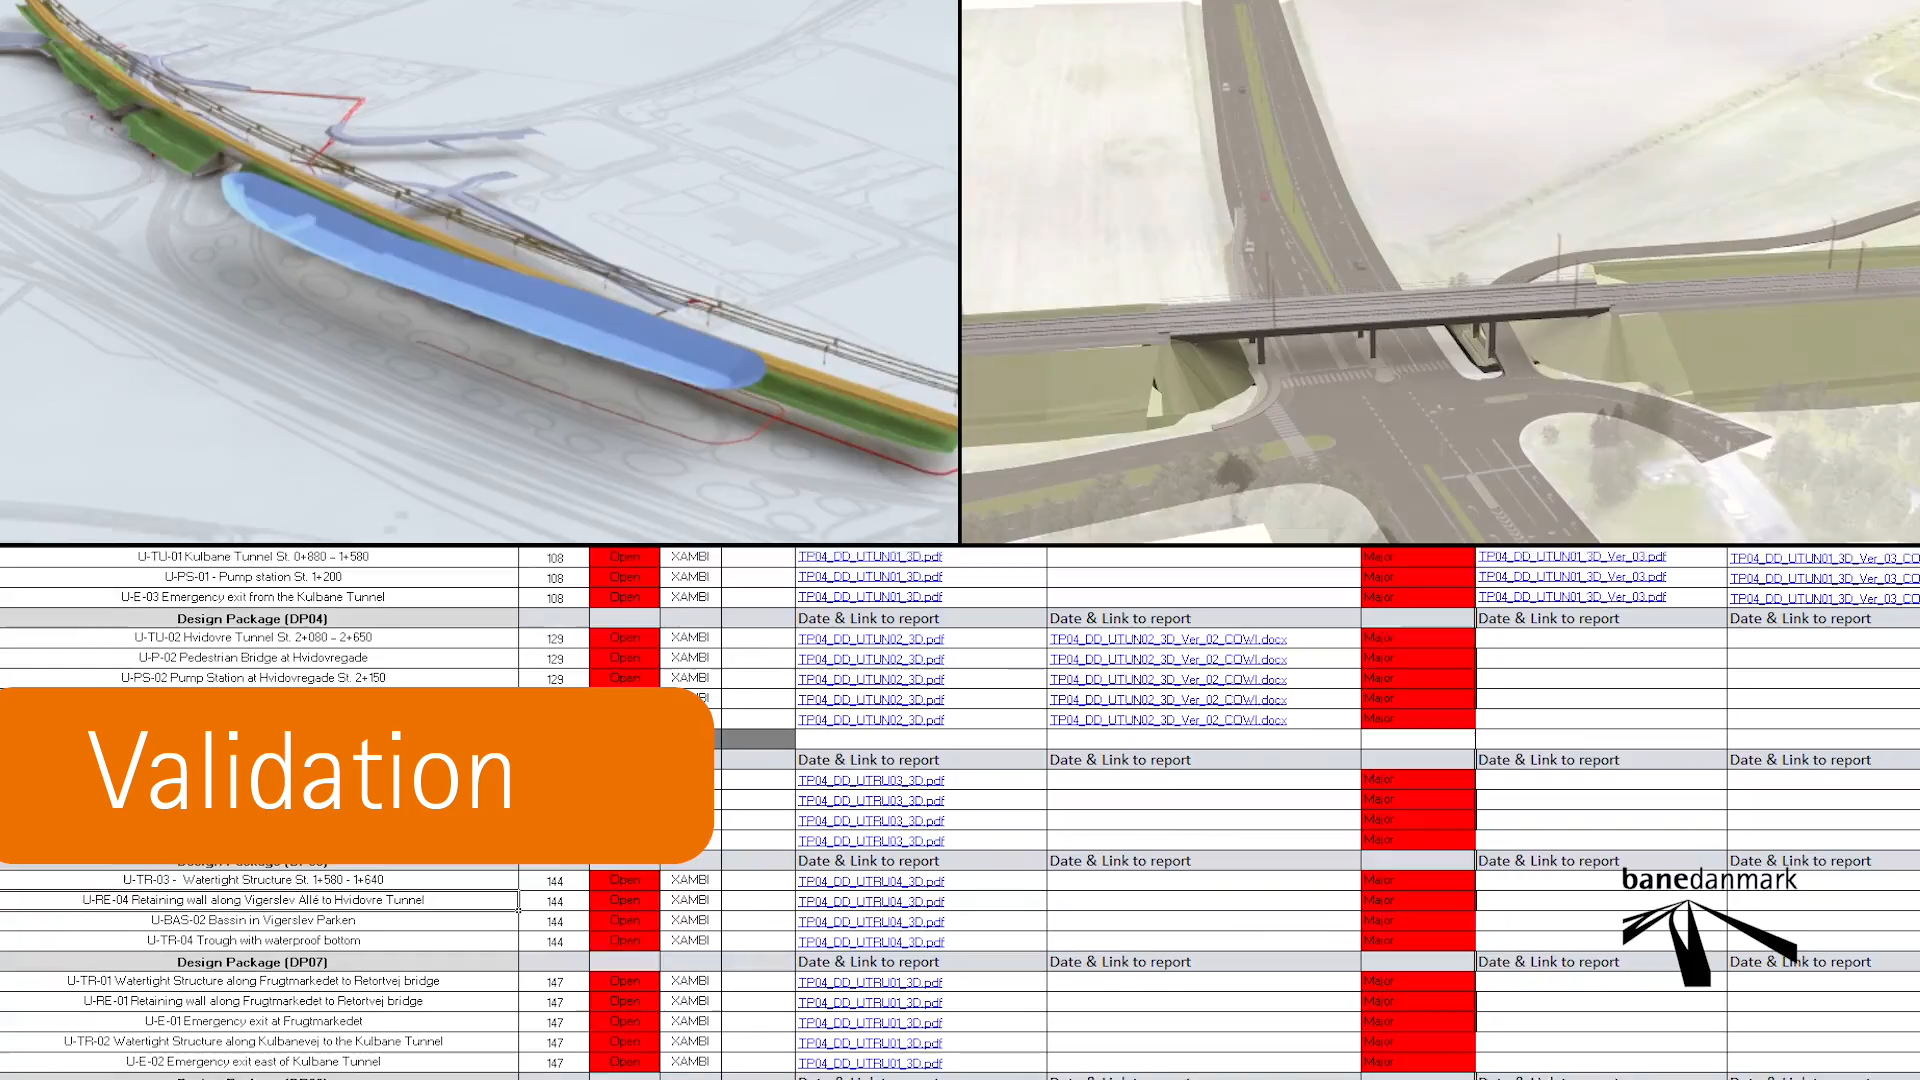 U-TU-01 Kulbane Tunnel St. 0+880 – 1+580 108 Open XAMBI TP04_DD_UTUN01_3D.pdf Major TP04_DD_UTUN01_3D_Ver_03.pdf TP04_DD_UTUN01_3D_Ver_03_CO
U-PS-01 - Pump station St. 1+200 108 Open XAMBI TP04_DD_UTUN01_3D.pdf Major TP04_DD_UTUN01_3D_Ver_03.pdf TP04_DD_UTUN01_3D_Ver_03_CO
U-E-03 Emergency exit from the Kulbane Tunnel 108 Open XAMBI TP04_DD_UTUN01_3D.pdf Major TP04_DD_UTUN01_3D_Ver_03.pdf TP04_DD_UTUN01_3D_Ver_03_CO
Design Package (DP04) Date & Link to report Date & Link to report Date & Link to report Date & Link to report
U-TU-02 Hvidovre Tunnel St. 2+080 – 2+650 129 Open XAMBI TP04_DD_UTUN02_3D.pdf TP04_DD_UTUN02_3D_Ver_02_COWI.docx Major
U-P-02 Pedestrian Bridge at Hvidovregade 129 Open XAMBI TP04_DD_UTUN02_3D.pdf TP04_DD_UTUN02_3D_Ver_02_COWI.docx Major
U-PS-02 Pump Station at Hvidovregade St. 2+150 129 Open XAMBI TP04_DD_UTUN02_3D.pdf TP04_DD_UTUN02_3D_Ver_02_COWI.docx Major
TP04_DD_UTUN02_3D.pdf TP04_DD_UTUN02_3D_Ver_02_COWI.docx Major
TP04_DD_UTUN02_3D.pdf TP04_DD_UTUN02_3D_Ver_02_COWI.docx Major
Validation
Date & Link to report Date & Link to report Date & Link to report Date & Link to report
TP04_DD_UTRU03_3D.pdf Major
TP04_DD_UTRU03_3D.pdf Major
TP04_DD_UTRU03_3D.pdf Major
TP04_DD_UTRU03_3D.pdf Major
Date & Link to report Date & Link to report Date & Link to report Date & Link to report
banedanmark
U-TR-03 - Watertight Structure St. 1+580 - 1+640 144 Open XAMBI TP04_DD_UTRU04_3D.pdf Major
U-RE-04 Retaining wall along Vigerslev Allé to Hvidovre Tunnel 144 Open XAMBI TP04_DD_UTRU04_3D.pdf Major
U-BAS-02 Bassin in Vigerslev Parken 144 Open XAMBI TP04_DD_UTRU04_3D.pdf Major
U-TR-04 Trough with waterproof bottom 144 Open XAMBI TP04_DD_UTRU04_3D.pdf Major
Design Package (DP07) Date & Link to report Date & Link to report Date & Link to report Date & Link to report
U-TR-01 Watertight Structure along Frugtmarkedet to Retortvej bridge 147 Open XAMBI TP04_DD_UTRU01_3D.pdf Major
U-RE-01 Retaining wall along Frugtmarkedet to Retortvej bridge 147 Open XAMBI TP04_DD_UTRU01_3D.pdf Major
U-E-01 Emergency exit at Frugtmarkedet 147 Open XAMBI TP04_DD_UTRU01_3D.pdf Major
U-TR-02 Watertight Structure along Kulbanevej to the Kulbane Tunnel 147 Open XAMBI TP04_DD_UTRU01_3D.pdf Major
U-E-02 Emergency exit east of Kulbane Tunnel 147 Open XAMBI TP04_DD_UTRU01_3D.pdf Major